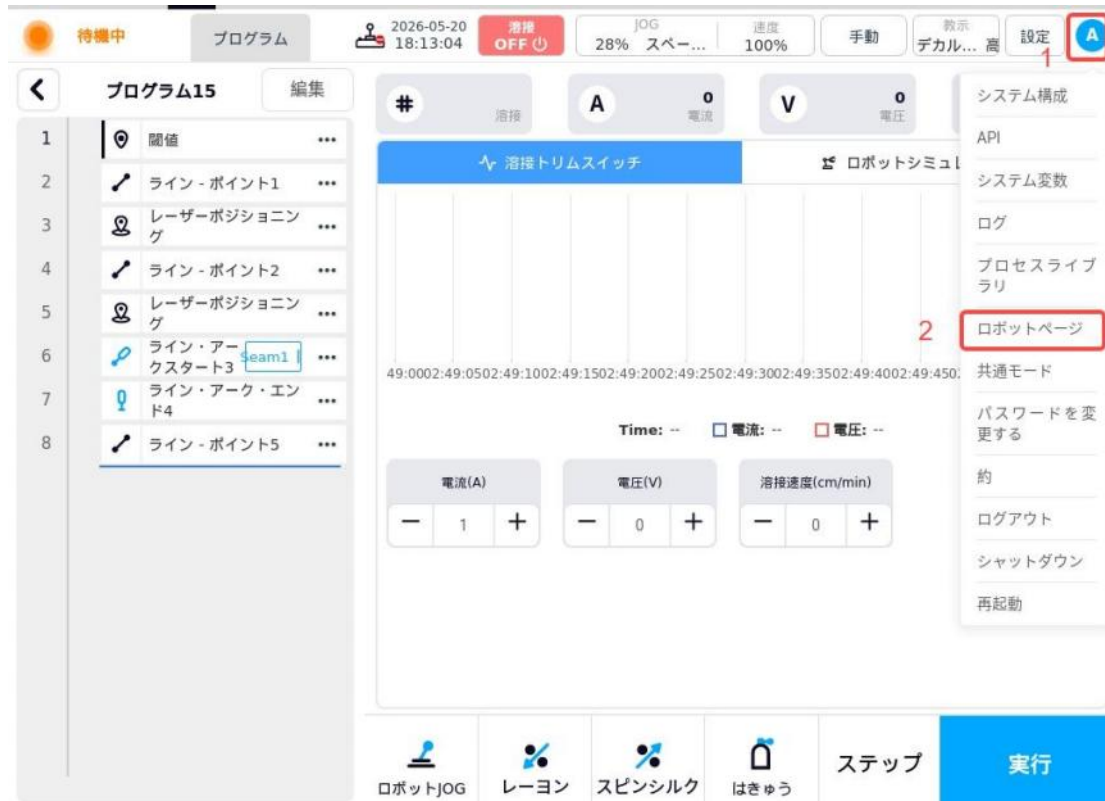 待機中
プログラム
2026-05-20
18:13:04
溶接
OFF
JOG
28% スペー...
速度
100%
手動
教示
デカル... 高
設定
A
1
プログラム15
編集
1
閾値
2
ライン - ポイント1
3
レーザーポジショニン
グ
4
ライン - ポイント2
5
レーザーポジショニン
グ
6
ライン・アー
クスタート3
Seam1
7
ライン・アーク・エン
ド4
8
ライン - ポイント5
#
溶接
A
0
電流
V
0
電圧
溶接トリムスイッチ
ロボットシミュレ
49:0002:49:0502:49:1002:49:1502:49:2002:49:2502:49:3002:49:3502:49:4002:49:450
Time: --
電流: --
電圧: --
電流(A)
電圧(V)
溶接速度(cm/min)
− 1 +
− 0 +
− 0 +
システム構成
API
システム変数
ログ
プロセスライブ
ラリ
2
ロボットページ
共通モード
パスワードを変
更する
約
ログアウト
シャットダウン
再起動
ロボットJOG
レーヨン
スピンシルク
はきゅう
ステップ
実行